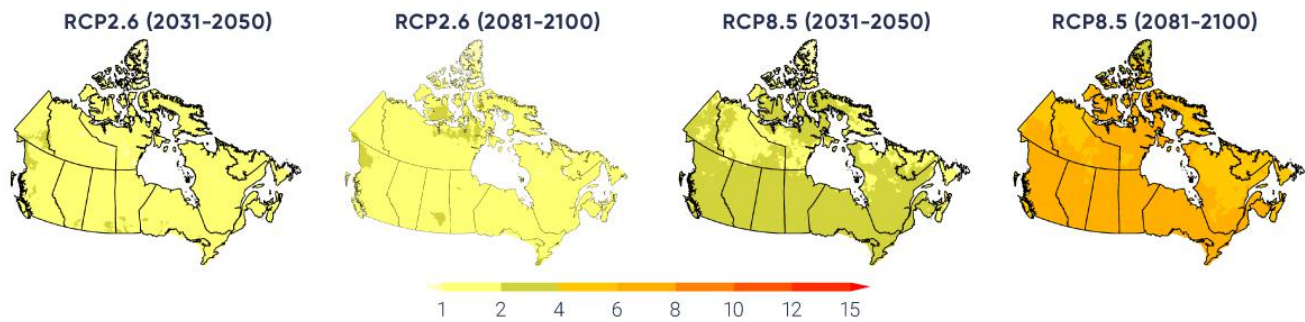 RCP2.6 (2031-2050)
RCP2.6 (2081-2100)
RCP8.5 (2031-2050)
RCP8.5 (2081-2100)
1 2 4 6 8 10 12 15